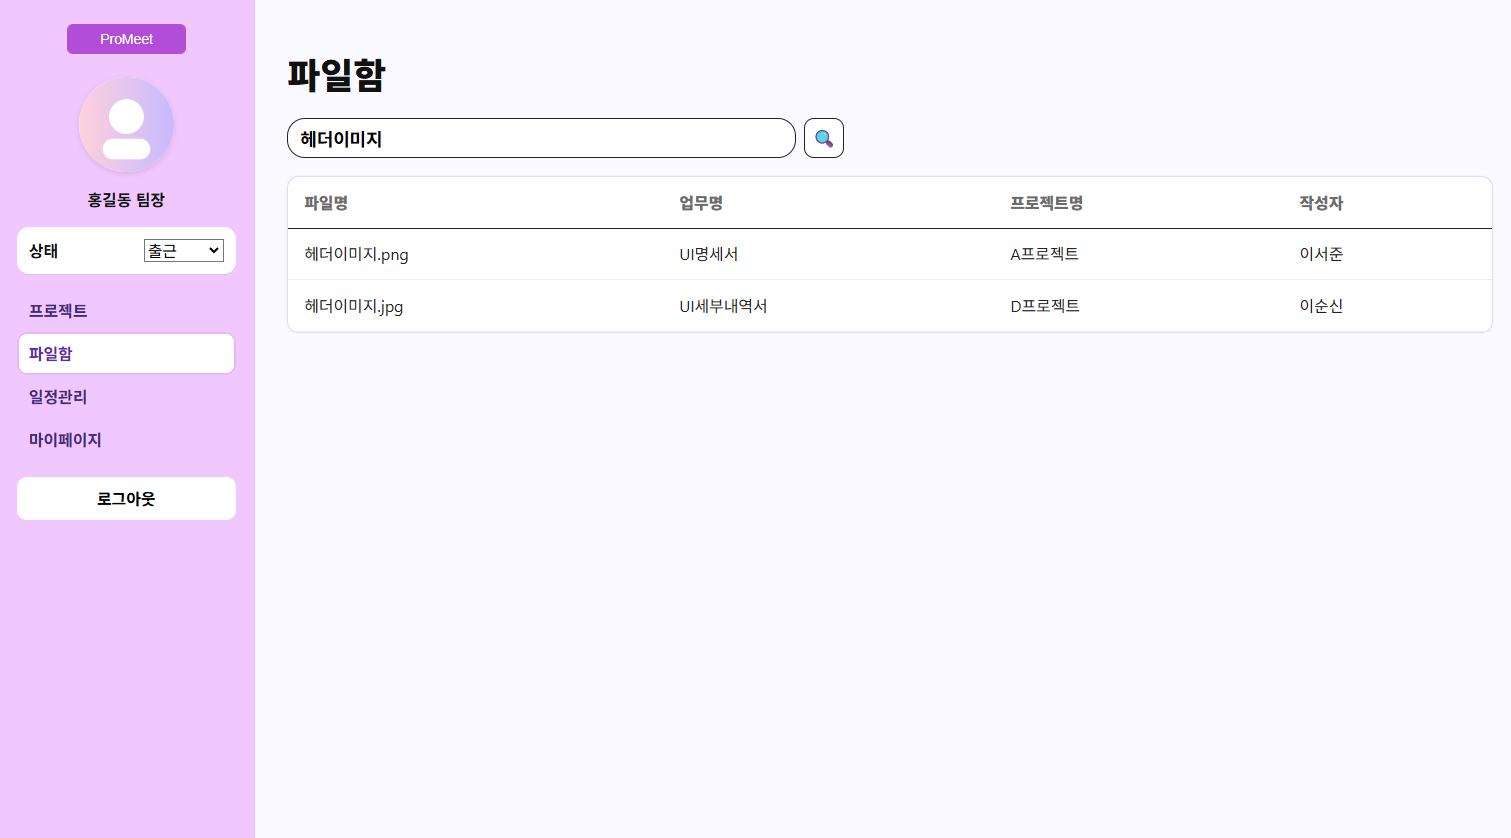 ProMeet
홍길동 팀장
상태 출근
프로젝트
파일함
일정관리
마이페이지
로그아웃
파일함
헤더이미지
파일명 업무명 프로젝트명 작성자
헤더이미지.png UI명세서 A프로젝트 이서준
헤더이미지.jpg UI세부내역서 D프로젝트 이순신